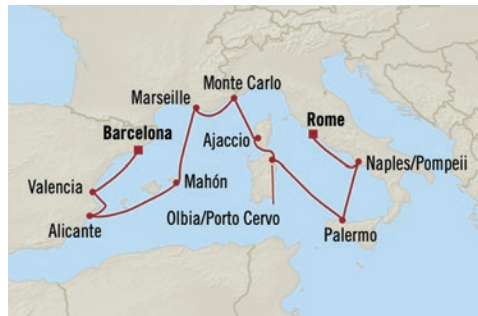 Monte Carlo
Marseille
Rome
Barcelona
Ajaccio
Naples/Pompeii
Valencia
Mahón
Olbia/Porto Cervo
Alicante
Palermo